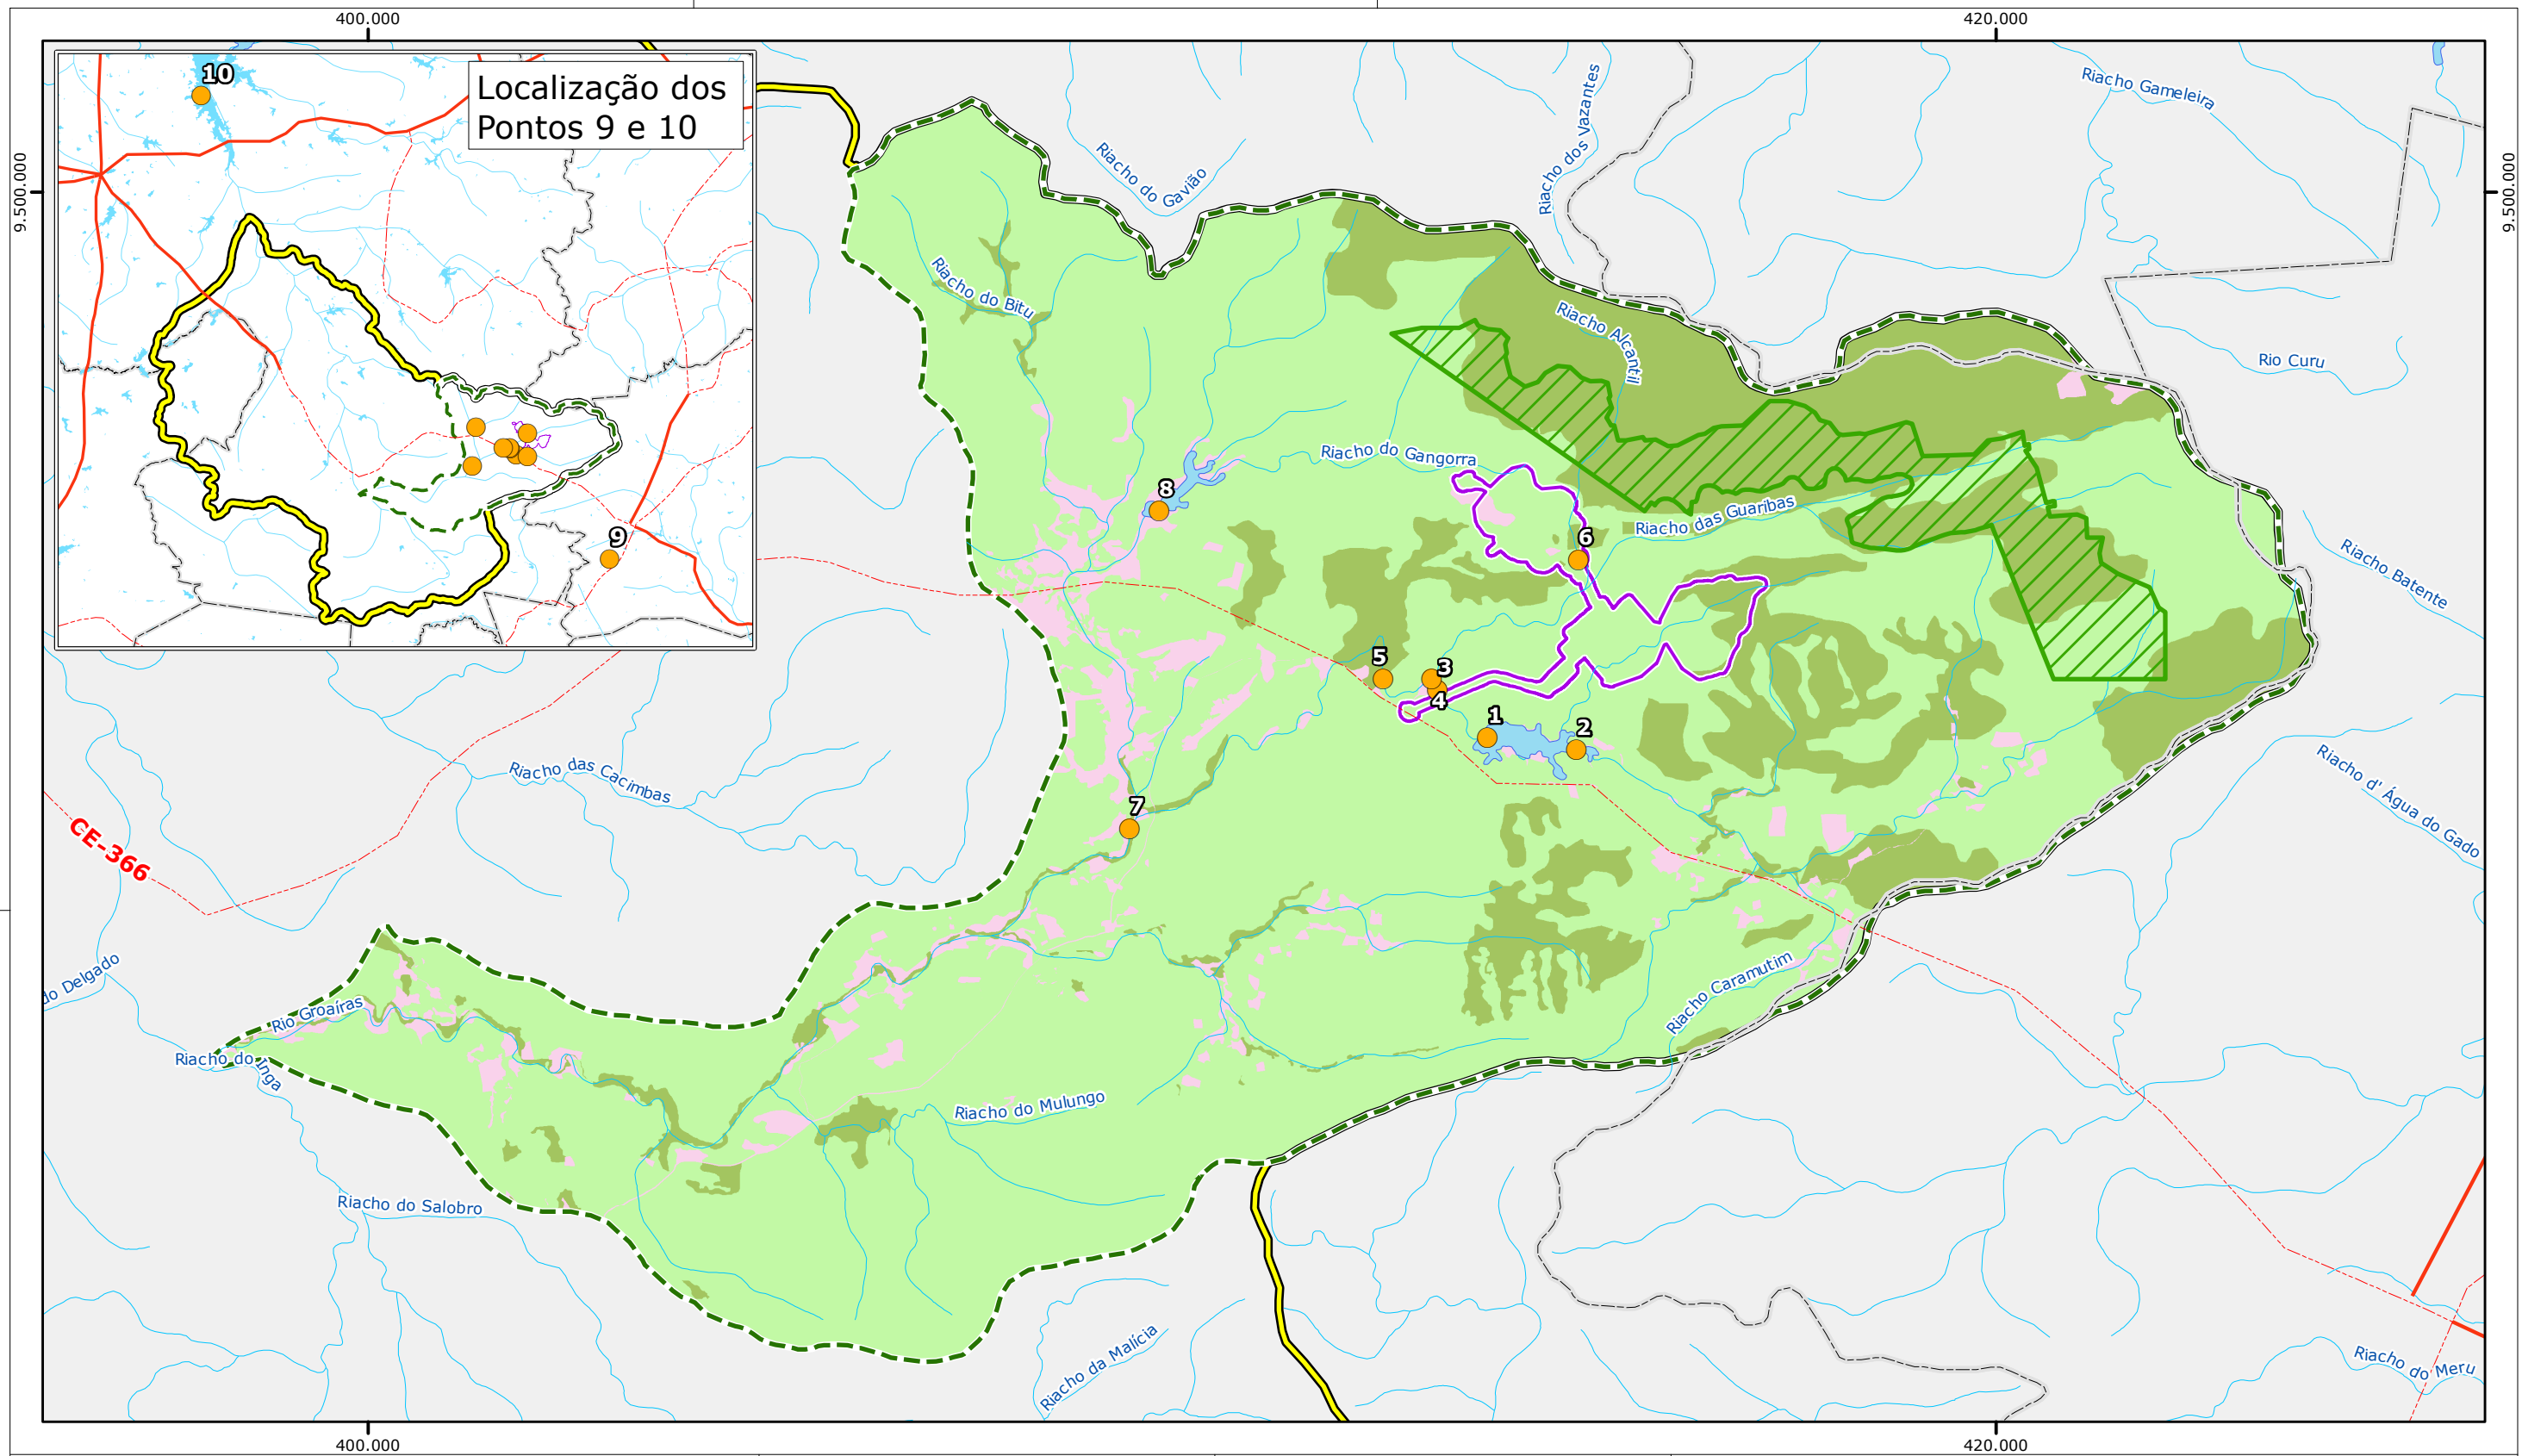 400.000
420.000
9.500.000
9.500.000
10
Localização dos
Pontos 9 e 10
9
Riacho do Gavião
Riacho dos Vazantes
Riacho Gameleira
Riacho do Bitu
Riacho Alcantil
Rio Curu
Riacho do Gangorra
8
Riacho das Guaribas
6
Riacho Batente
5
3
4
1
2
Riacho das Cacimbas
7
Riacho d' Água do Gado
CE-366
do Delgado
Rio Groaíras
Riacho Caramutim
Riacho do Inga
Riacho do Mulungo
Riacho do Salobro
Riacho da Malícia
Riacho do Meru
400.000
420.000